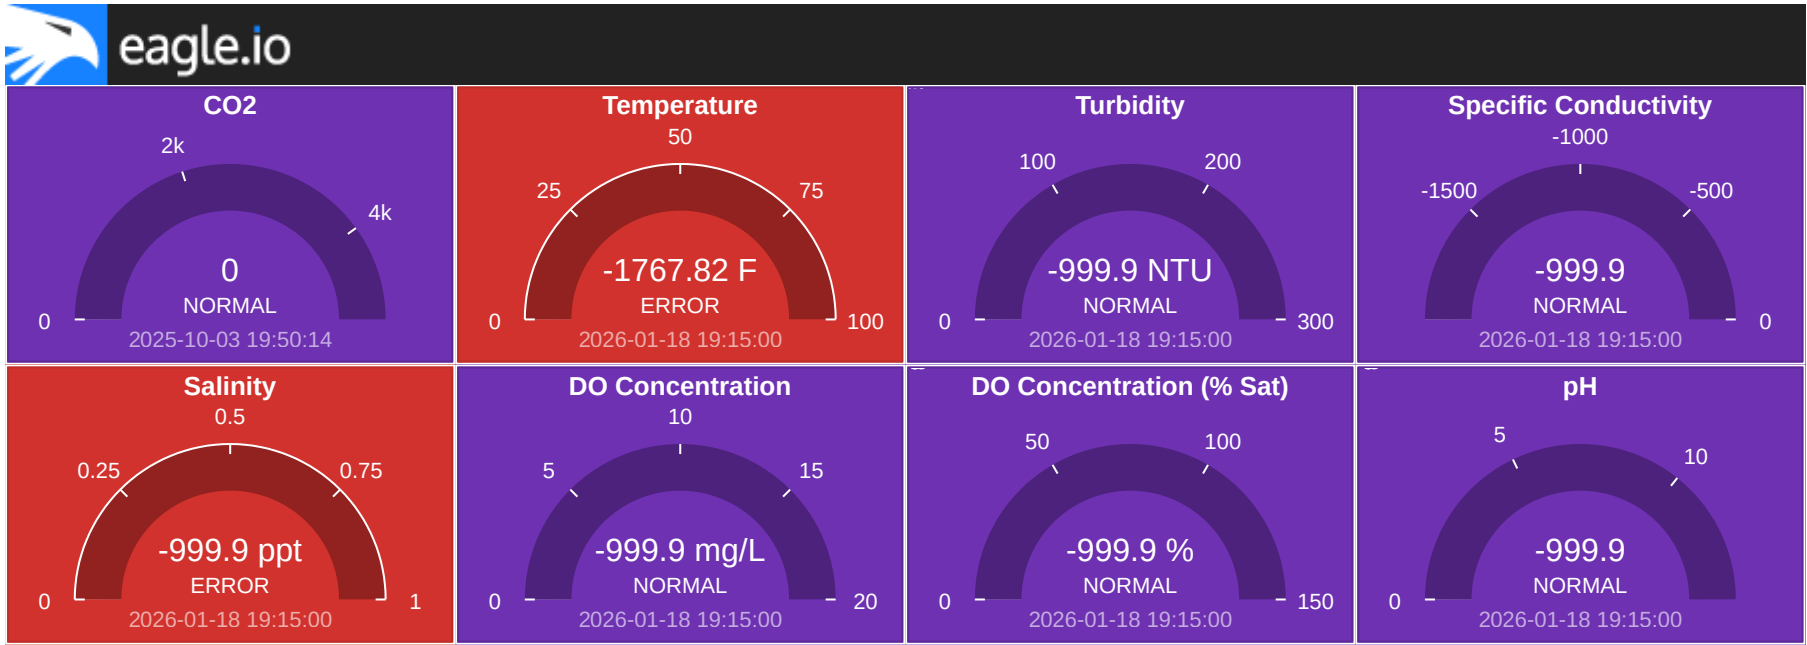 eagle.io
CO2
2k
4k
0
0
NORMAL
2025-10-03 19:50:14
Temperature
50
25
75
-1767.82 F
ERROR
0
100
2026-01-18 19:15:00
Turbidity
100
200
-999.9 NTU
NORMAL
0
300
2026-01-18 19:15:00
Specific Conductivity
-1000
-1500
-500
-999.9
NORMAL
0
2026-01-18 19:15:00
Salinity
0.5
0.25
0.75
-999.9 ppt
ERROR
0
1
2026-01-18 19:15:00
DO Concentration
10
5
15
-999.9 mg/L
NORMAL
0
20
2026-01-18 19:15:00
DO Concentration (% Sat)
50
100
-999.9 %
NORMAL
0
150
2026-01-18 19:15:00
pH
5
10
-999.9
NORMAL
0
2026-01-18 19:15:00